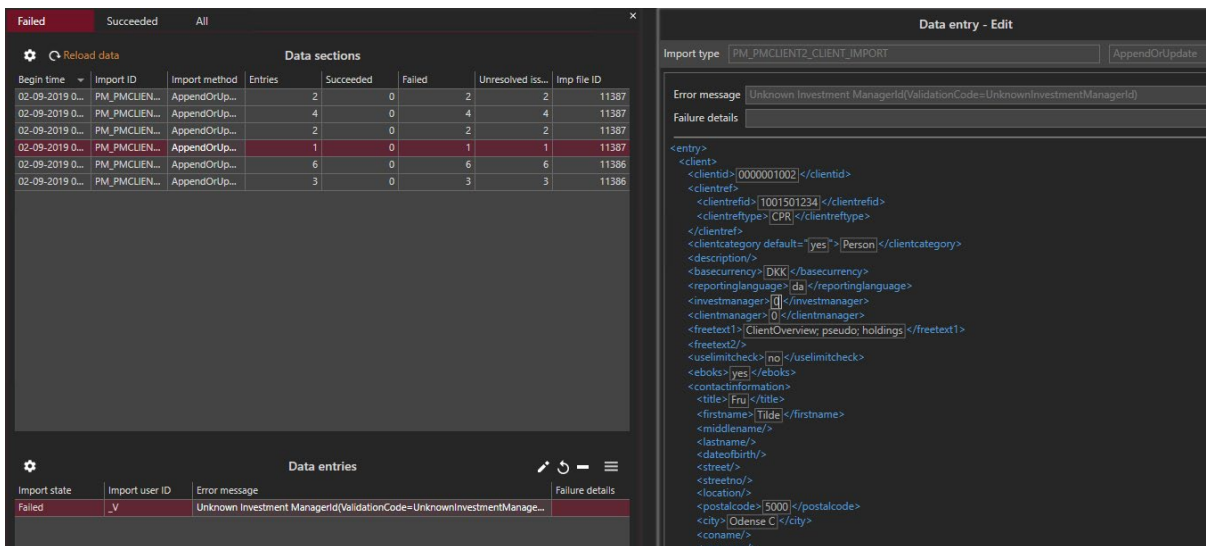 Failed Succeeded All ×
Reload data Data sections
Begin time Import ID Import method Entries Succeeded Failed Unresolved iss... Imp file ID
02-09-2019 0... PM_PMCLIEN... AppendOrUp... 2 0 2 2 11387
02-09-2019 0... PM_PMCLIEN... AppendOrUp... 4 0 4 4 11387
02-09-2019 0... PM_PMCLIEN... AppendOrUp... 2 0 2 2 11387
02-09-2019 0... PM_PMCLIEN... AppendOrUp... 1 0 1 1 11387
02-09-2019 0... PM_PMCLIEN... AppendOrUp... 6 0 6 6 11386
02-09-2019 0... PM_PMCLIEN... AppendOrUp... 3 0 3 3 11386
Data entries
Import state Import user ID Error message Failure details
Failed _V Unknown Investment ManagerId(ValidationCode=UnknownInvestmentManage...
Data entry - Edit
Import type PM_PMCLIENT2_CLIENT_IMPORT AppendOrUpdate
Error message Unknown Investment ManagerId(ValidationCode=UnknownInvestmentManagerId)
Failure details
<entry>
<client>
<clientid>0000001002</clientid>
<clientref>
<clientrefid>1001501234</clientrefid>
<clientreftype>CPR</clientreftype>
</clientref>
<clientcategory default="yes">Person</clientcategory>
<description/>
<basecurrency>DKK</basecurrency>
<reportinglanguage>da</reportinglanguage>
<investmanager>0</investmanager>
<clientmanager>0</clientmanager>
<freetext1>ClientOverview; pseudo; holdings</freetext1>
<freetext2/>
<uselimitcheck>no</uselimitcheck>
<eboks>yes</eboks>
<contactinformation>
<title>Fru</title>
<firstname>Tilde</firstname>
<middlename/>
<lastname/>
<dateofbirth/>
<street/>
<streetno/>
<location/>
<postalcode>5000</postalcode>
<city>Odense C</city>
<coname/>